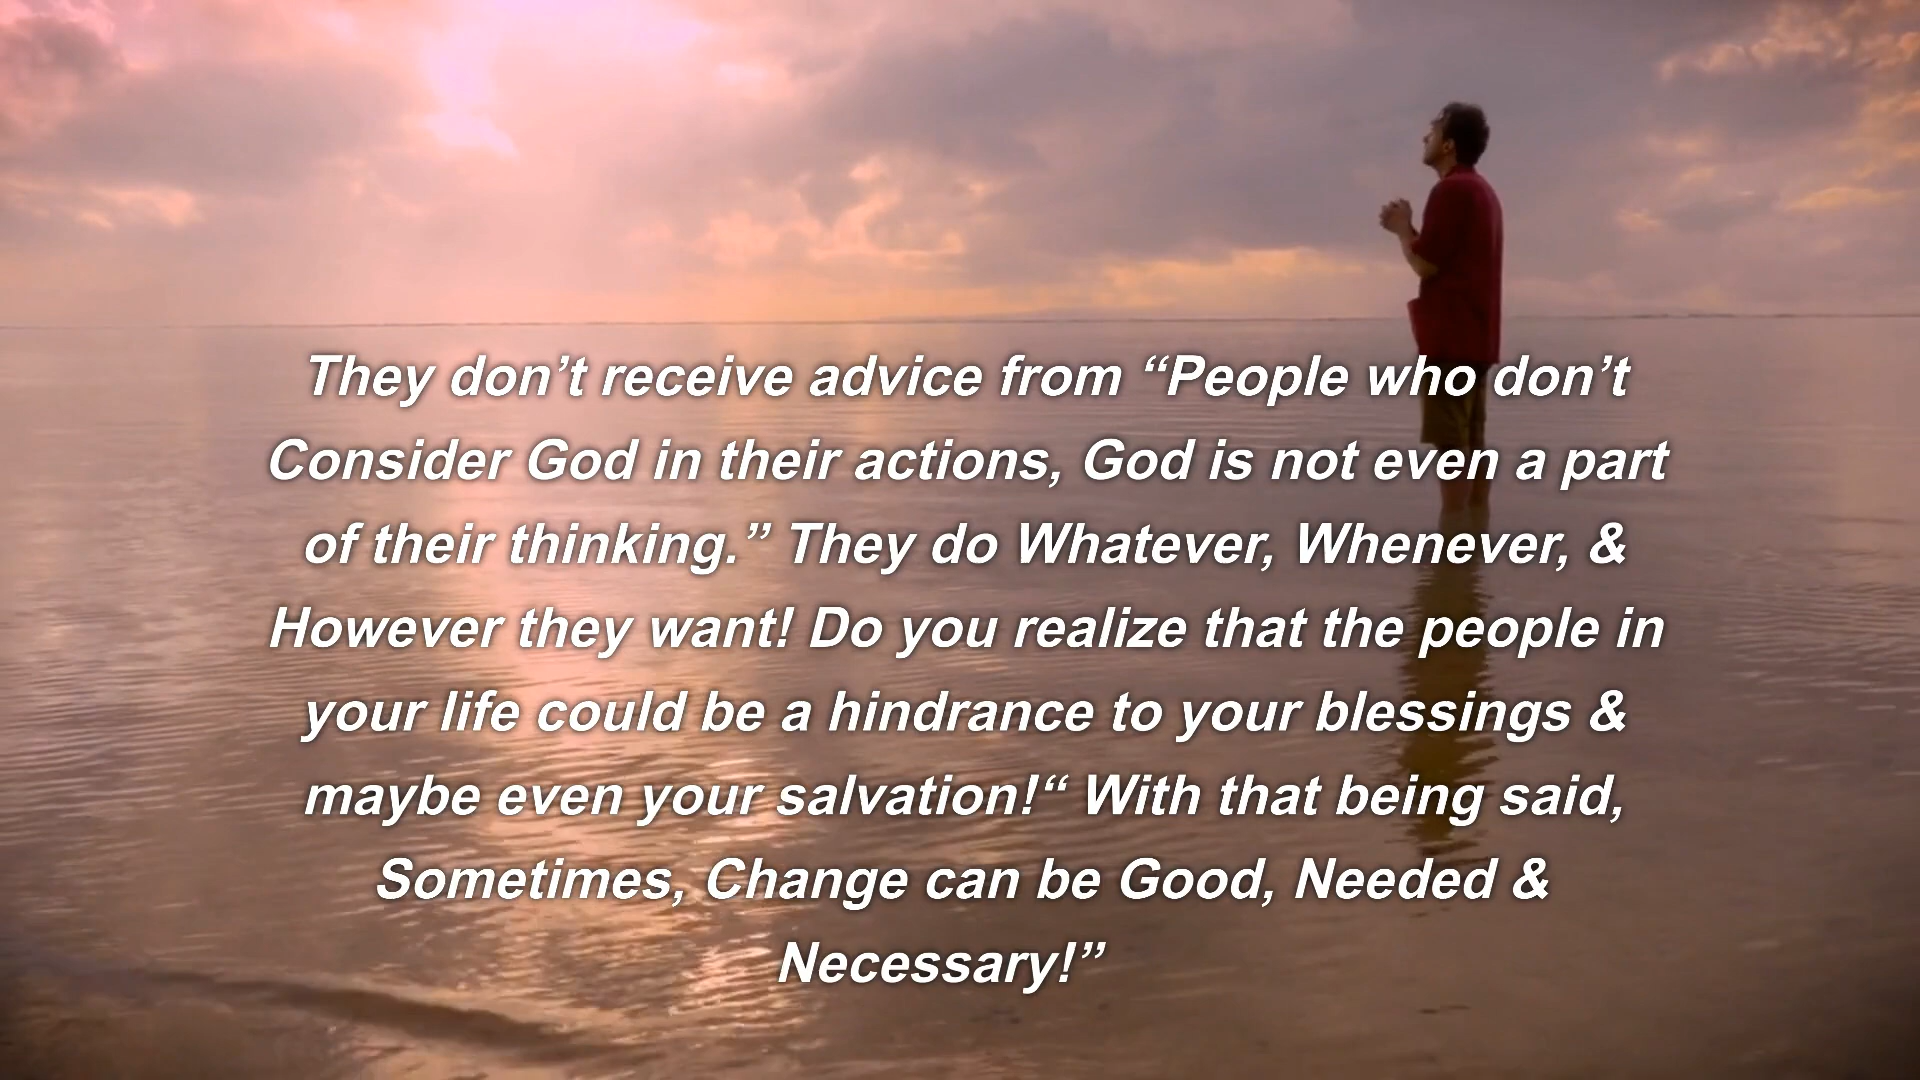 They don’t receive advice from “People who don’t
Consider God in their actions, God is not even a part
of their thinking.” They do Whatever, Whenever, &
However they want! Do you realize that the people in
your life could be a hindrance to your blessings &
maybe even your salvation!“ With that being said,
Sometimes, Change can be Good, Needed &
Necessary!”